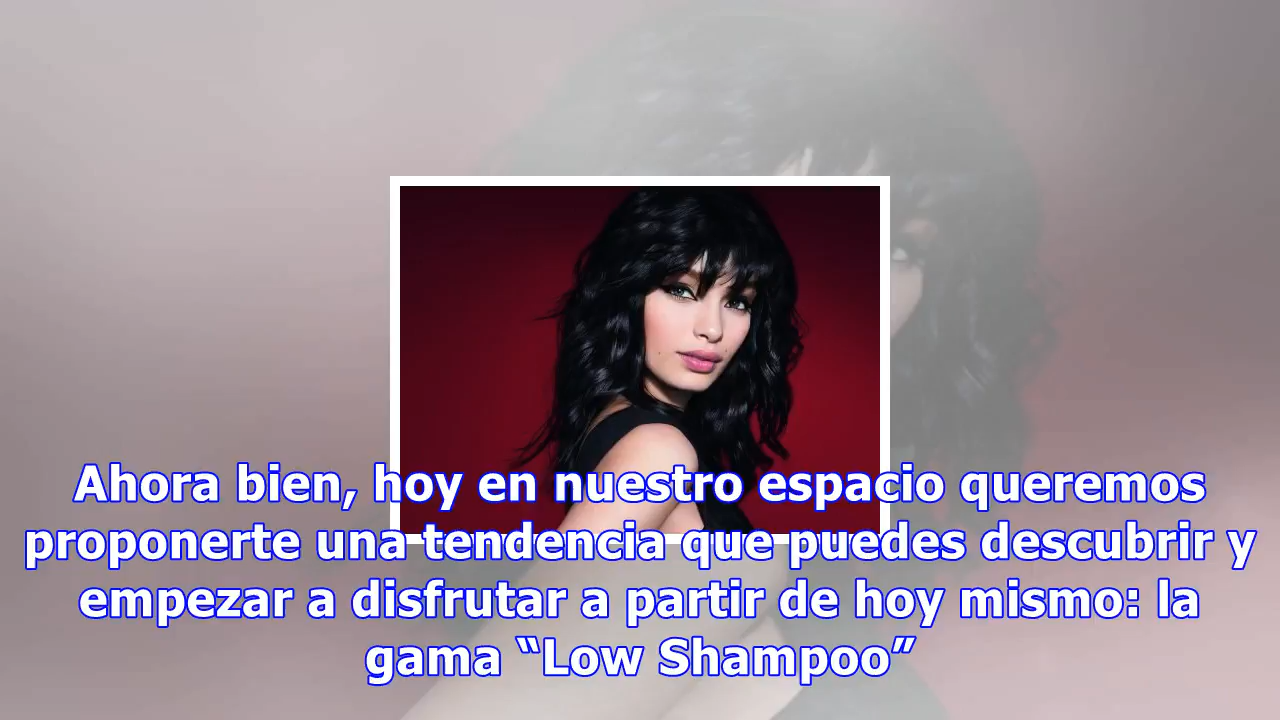 Ahora bien, hoy en nuestro espacio queremos
proponerte una tendencia que puedes descubrir y
empezar a disfrutar a partir de hoy mismo: la
gama “Low Shampoo”